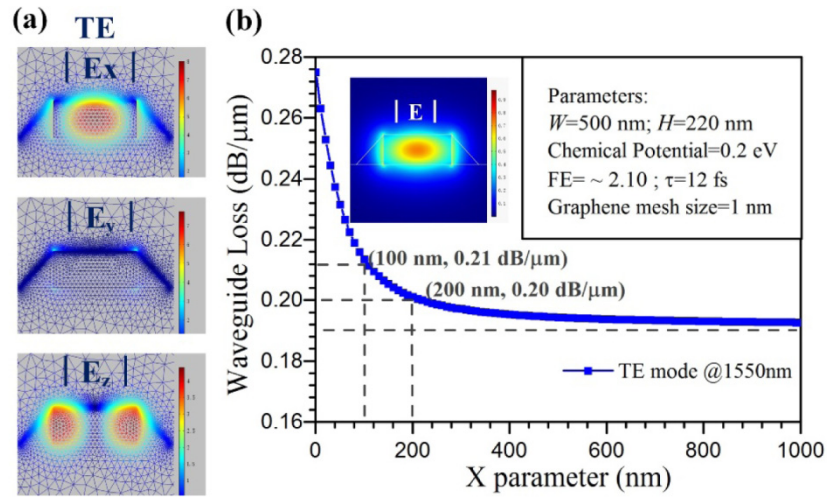 (a)
TE
| Ex |
| E_y |
| E_z |
(b)
Waveguide Loss (dB/μm)
0.28
0.26
0.24
0.22
0.20
0.18
0.16
| E |
Parameters:
W=500 nm; H=220 nm
Chemical Potential=0.2 eV
FE= ~ 2.10 ; τ=12 fs
Graphene mesh size=1 nm
(100 nm, 0.21 dB/μm)
(200 nm, 0.20 dB/μm)
TE mode @1550nm
0 200 400 600 800 1000
X parameter (nm)